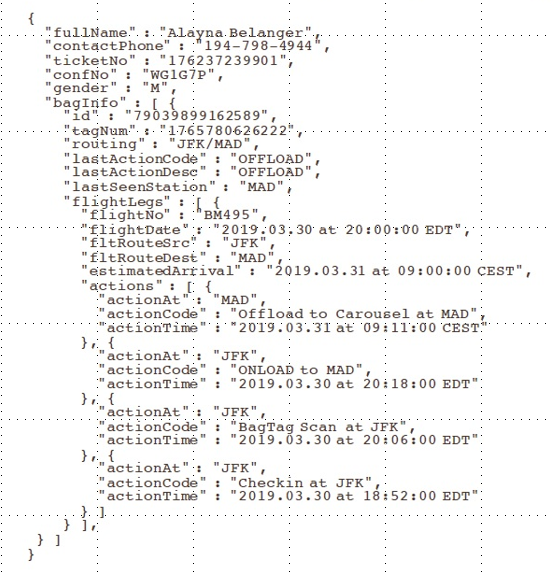 {
"fullName" : "Alayna Belanger",
"contactPhone" : "194-798-4944",
"ticketNo" : "176237239901",
"confNo" : "WG1G7P",
"gender" : "M",
"bagInfo" : [ {
"id" : "79039899162589",
"tagNum" : "1765780626222",
"routing" : "JFK/MAD",
"lastActionCode" : "OFFLOAD",
"lastActionDesc" : "OFFLOAD",
"lastSeenStation" : "MAD",
"flightLegs" : [ {
"flightNo" : "BM495",
"flightDate" : "2019.03.30 at 20:00:00 EDT",
"fltRouteSrc" : "JFK",
"fltRouteDest" : "MAD",
"estimatedArrival" : "2019.03.31 at 09:00:00 CEST",
"actions" : [ {
"actionAt" : "MAD",
"actionCode" : "Offload to Carousel at MAD",
"actionTime" : "2019.03.31 at 09:11:00 CEST"
}, {
"actionAt" : "JFK",
"actionCode" : "ONLOAD to MAD",
"actionTime" : "2019.03.30 at 20:18:00 EDT"
}, {
"actionAt" : "JFK",
"actionCode" : "BagTag Scan at JFK",
"actionTime" : "2019.03.30 at 20:06:00 EDT"
}, {
"actionAt" : "JFK",
"actionCode" : "Checkin at JFK",
"actionTime" : "2019.03.30 at 18:52:00 EDT"
} ]
} ],
} ]
}